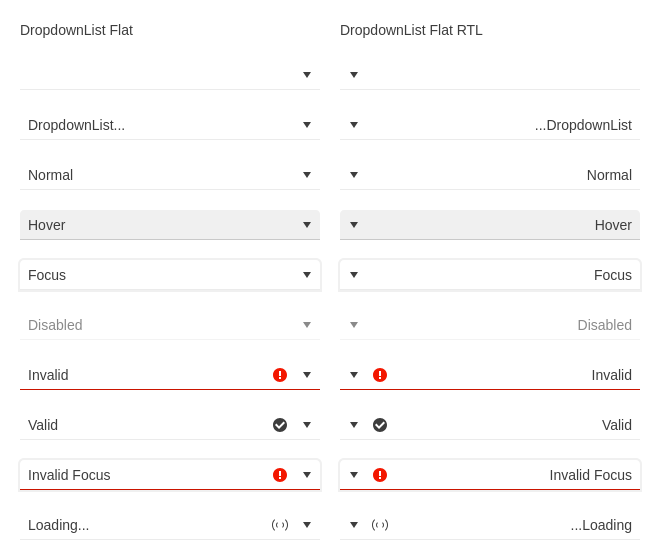 DropdownList Flat
DropdownList Flat RTL
DropdownList...
...DropdownList
Normal
Normal
Hover
Hover
Focus
Focus
Disabled
Disabled
Invalid
Invalid
Valid
Valid
Invalid Focus
Invalid Focus
Loading...
...Loading